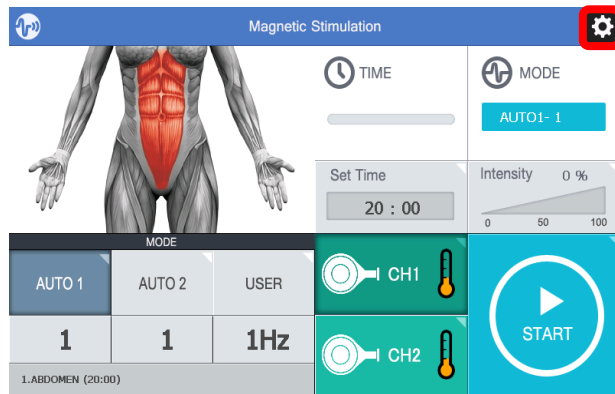 Magnetic Stimulation
TIME
MODE
AUTO1- 1
Set Time
20 : 00
Intensity 0 %
0 50 100
MODE
AUTO 1 AUTO 2 USER
1 1 1Hz
1.ABDOMEN (20:00)
CH1
CH2
START